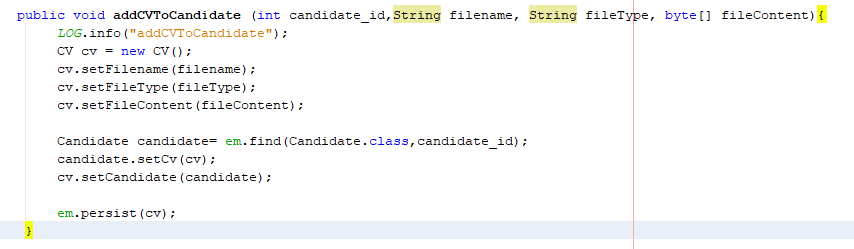 public void addCVToCandidate (int candidate_id,String filename, String fileType, byte[] fileContent){
LOG.info("addCVToCandidate");
CV cv = new CV();
cv.setFilename(filename);
cv.setFileType(fileType);
cv.setFileContent(fileContent);
Candidate candidate= em.find(Candidate.class,candidate_id);
candidate.setCv(cv);
cv.setCandidate(candidate);
em.persist(cv);
}